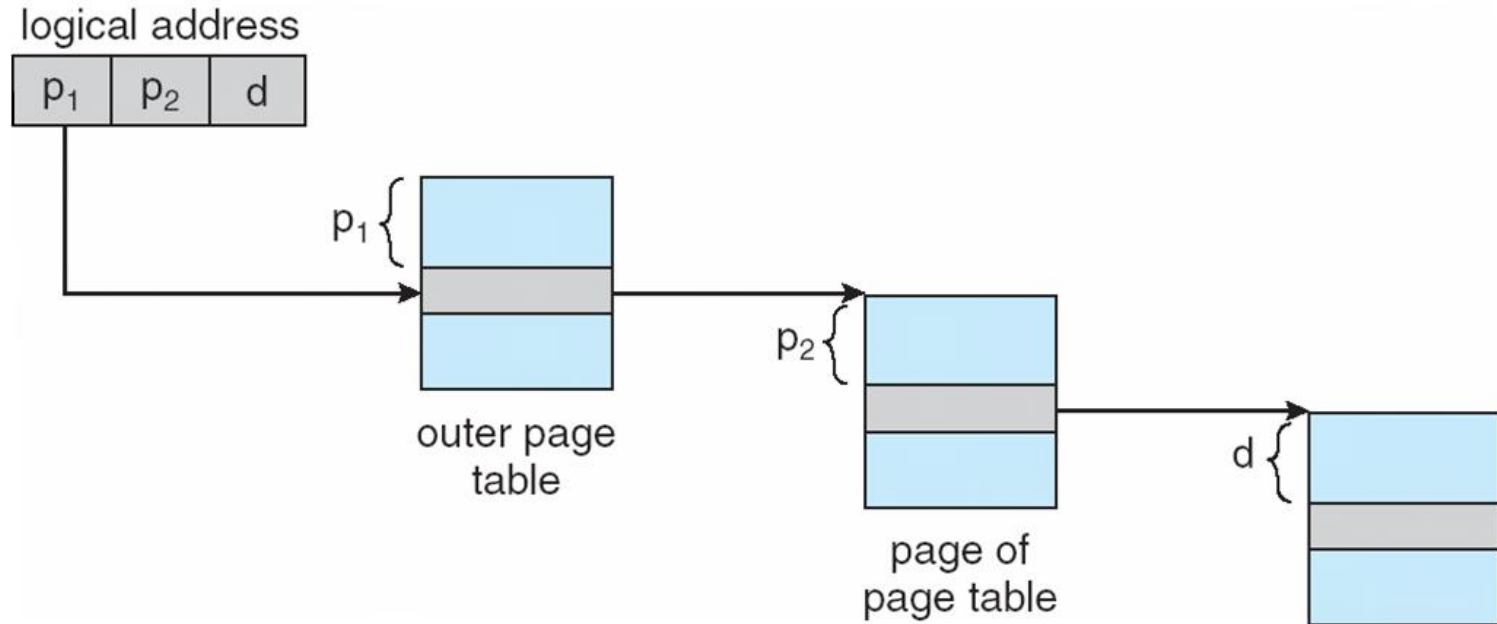 logical address
p₁ p₂ d
p₁
outer page
table
p₂
page of
page table
d